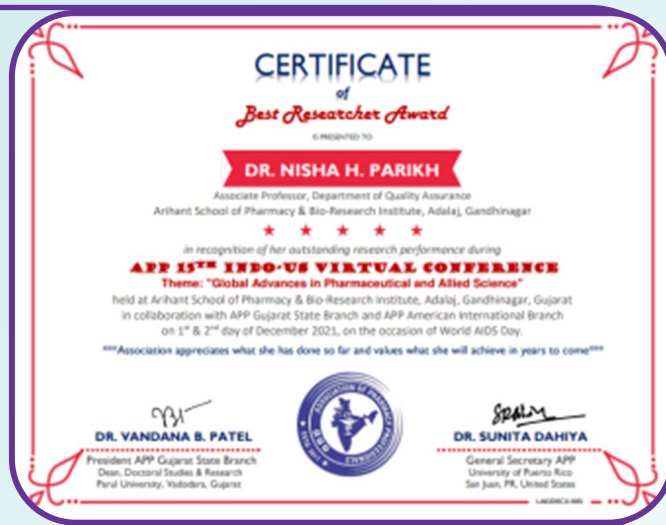 CERTIFICATE
of
Best Researcher Award
IS PRESENTED TO
DR. NISHA H. PARIKH
Associate Professor, Department of Quality Assurance
Arihant School of Pharmacy & Bio-Research Institute, Adalaj, Gandhinagar
in recognition of her outstanding research performance during
APP 15TH INDO-US VIRTUAL CONFERENCE
Theme: "Global Advances in Pharmaceutical and Allied Science"
held at Arihant School of Pharmacy & Bio-Research Institute, Adalaj, Gandhinagar, Gujarat
in collaboration with APP Gujarat State Branch and APP American International Branch
on 1st & 2nd day of December 2021, on the occasion of World AIDS Day.
***Association appreciates what she has done so far and values what she will achieve in years to come***
ASSOCIATION OF PHARMACY PROFESSIONALS
DR. VANDANA B. PATEL
President APP Gujarat State Branch
Dean, Doctoral Studies & Research
Parul University, Vadodara, Gujarat
DR. SUNITA DAHIYA
General Secretary APP
University of Puerto Rico
San Juan, PR, United States